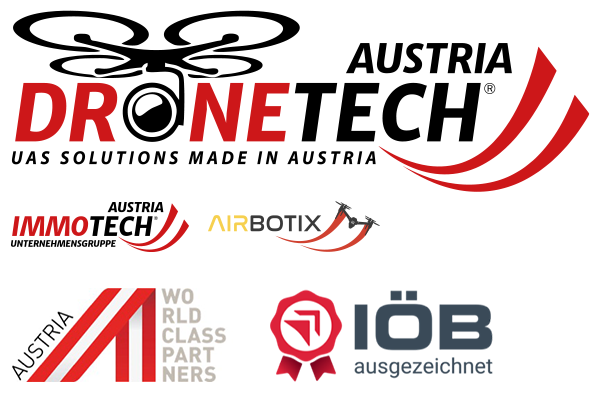 AUSTRIA
DRONETECH®
UAS SOLUTIONS MADE IN AUSTRIA
AUSTRIA
IMMOTECH®
UNTERNEHMENSGRUPPE
AIRBOTIX
AUSTRIA
WO
RLD
CLASS
PART
NERS
IÖB
ausgezeichnet